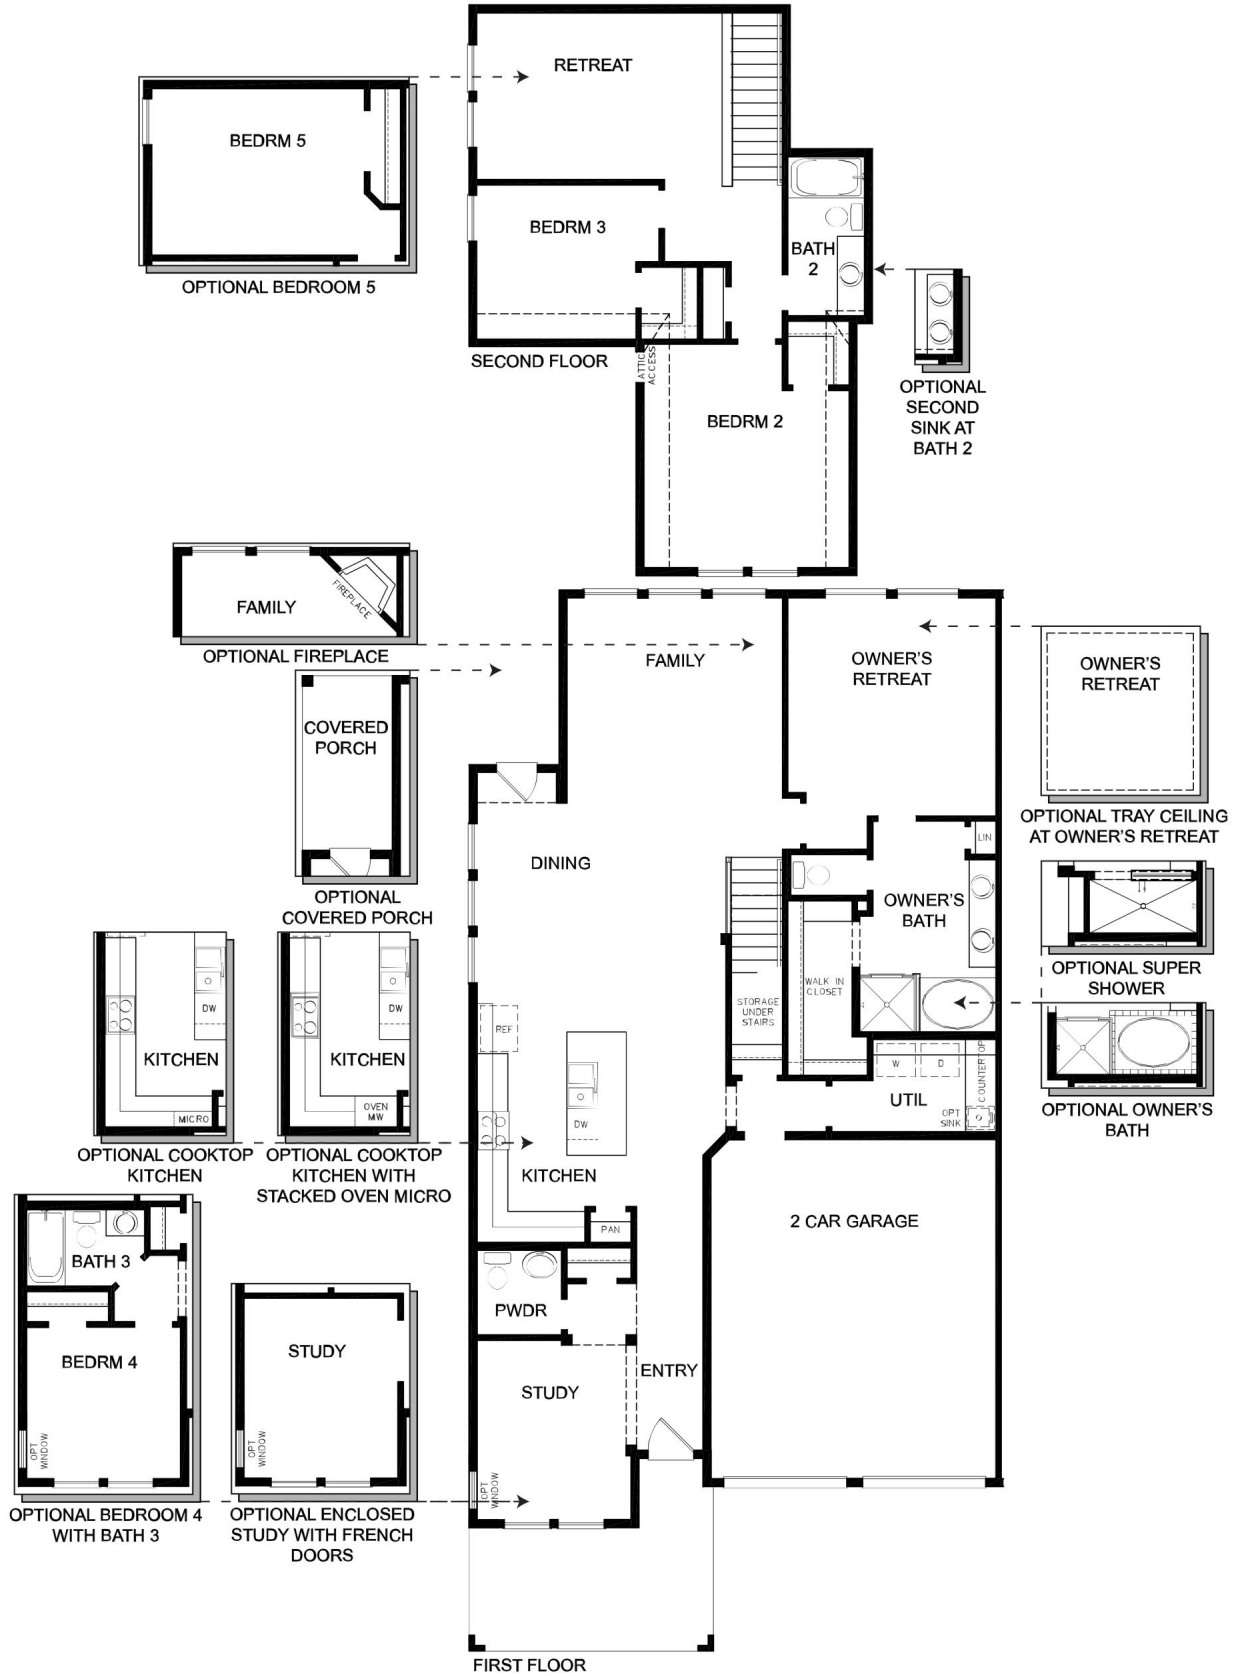 RETREAT
BEDRM 5
OPTIONAL BEDROOM 5
BEDRM 3
BATH
2
SECOND FLOOR
ATTIC
ACCESS
OPTIONAL
SECOND
SINK AT
BATH 2
BEDRM 2
FAMILY
FIREPLACE
OPTIONAL FIREPLACE
FAMILY
OWNER'S
RETREAT
OWNER'S
RETREAT
OPTIONAL TRAY CEILING
AT OWNER'S RETREAT
COVERED
PORCH
OPTIONAL
COVERED PORCH
DINING
LIN
OWNER'S
BATH
OPTIONAL SUPER
SHOWER
WALK IN
CLOSET
STORAGE
UNDER
STAIRS
OPTIONAL OWNER'S
BATH
DW
KITCHEN
MICRO
OPTIONAL COOKTOP
KITCHEN
DW
KITCHEN
OVEN
MW
OPTIONAL COOKTOP
KITCHEN WITH
STACKED OVEN MICRO
REF
DW
KITCHEN
PAN
W
D
COUNTERTOP
UTIL
OPT
SINK
2 CAR GARAGE
BATH 3
BEDRM 4
OPT
WINDOW
OPTIONAL BEDROOM 4
WITH BATH 3
STUDY
OPT
WINDOW
OPTIONAL ENCLOSED
STUDY WITH FRENCH
DOORS
PWDR
ENTRY
STUDY
OPT
WINDOW
FIRST FLOOR